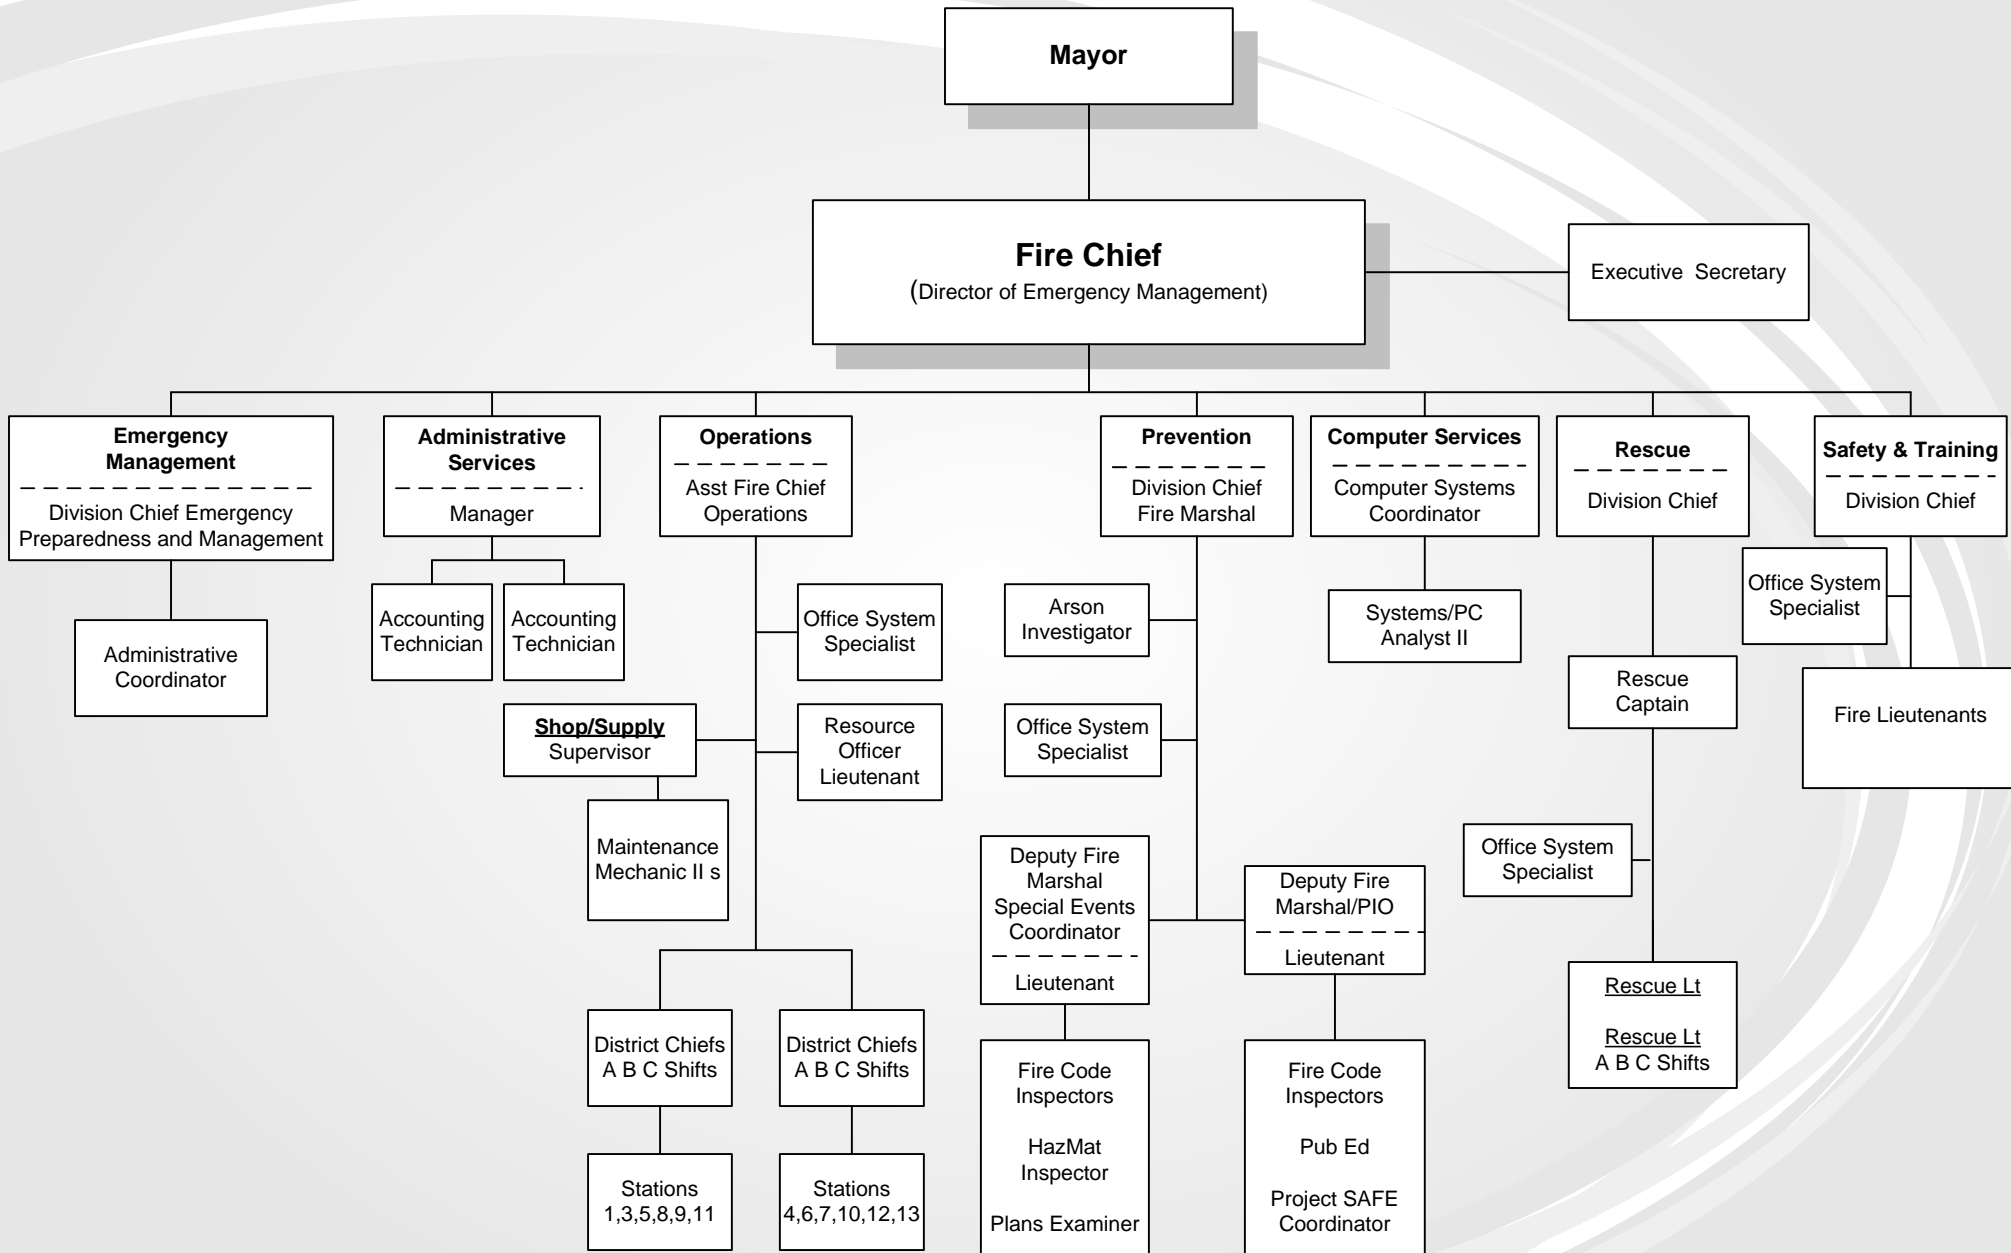 Mayor
Fire Chief
(Director of Emergency Management)
Executive Secretary
Emergency
Management
Division Chief Emergency
Preparedness and Management
Administrative
Coordinator
Administrative
Services
Manager
Accounting
Technician
Accounting
Technician
Operations
Asst Fire Chief
Operations
Office System
Specialist
Shop/Supply
Supervisor
Resource
Officer
Lieutenant
Maintenance
Mechanic II s
District Chiefs
A B C Shifts
District Chiefs
A B C Shifts
Stations
1,3,5,8,9,11
Stations
4,6,7,10,12,13
Prevention
Division Chief
Fire Marshal
Arson
Investigator
Office System
Specialist
Deputy Fire
Marshal
Special Events
Coordinator
Lieutenant
Deputy Fire
Marshal/PIO
Lieutenant
Fire Code
Inspectors
HazMat
Inspector
Plans Examiner
Fire Code
Inspectors
Pub Ed
Project SAFE
Coordinator
Computer Services
Computer Systems
Coordinator
Systems/PC
Analyst II
Rescue
Division Chief
Rescue
Captain
Office System
Specialist
Rescue Lt
Rescue Lt
A B C Shifts
Safety & Training
Division Chief
Office System
Specialist
Fire Lieutenants